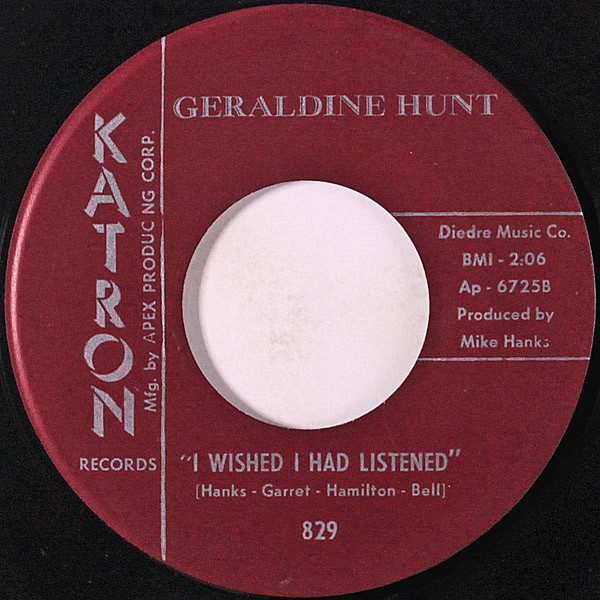 GERALDINE HUNT
KATRON
RECORDS
Mfg. by APEX PRODUC NG CORP.
Diedre Music Co.
BMI - 2:06
Ap - 6725B
Produced by
Mike Hanks
"I WISHED I HAD LISTENED"
[Hanks - Garret - Hamilton - Bell]
829